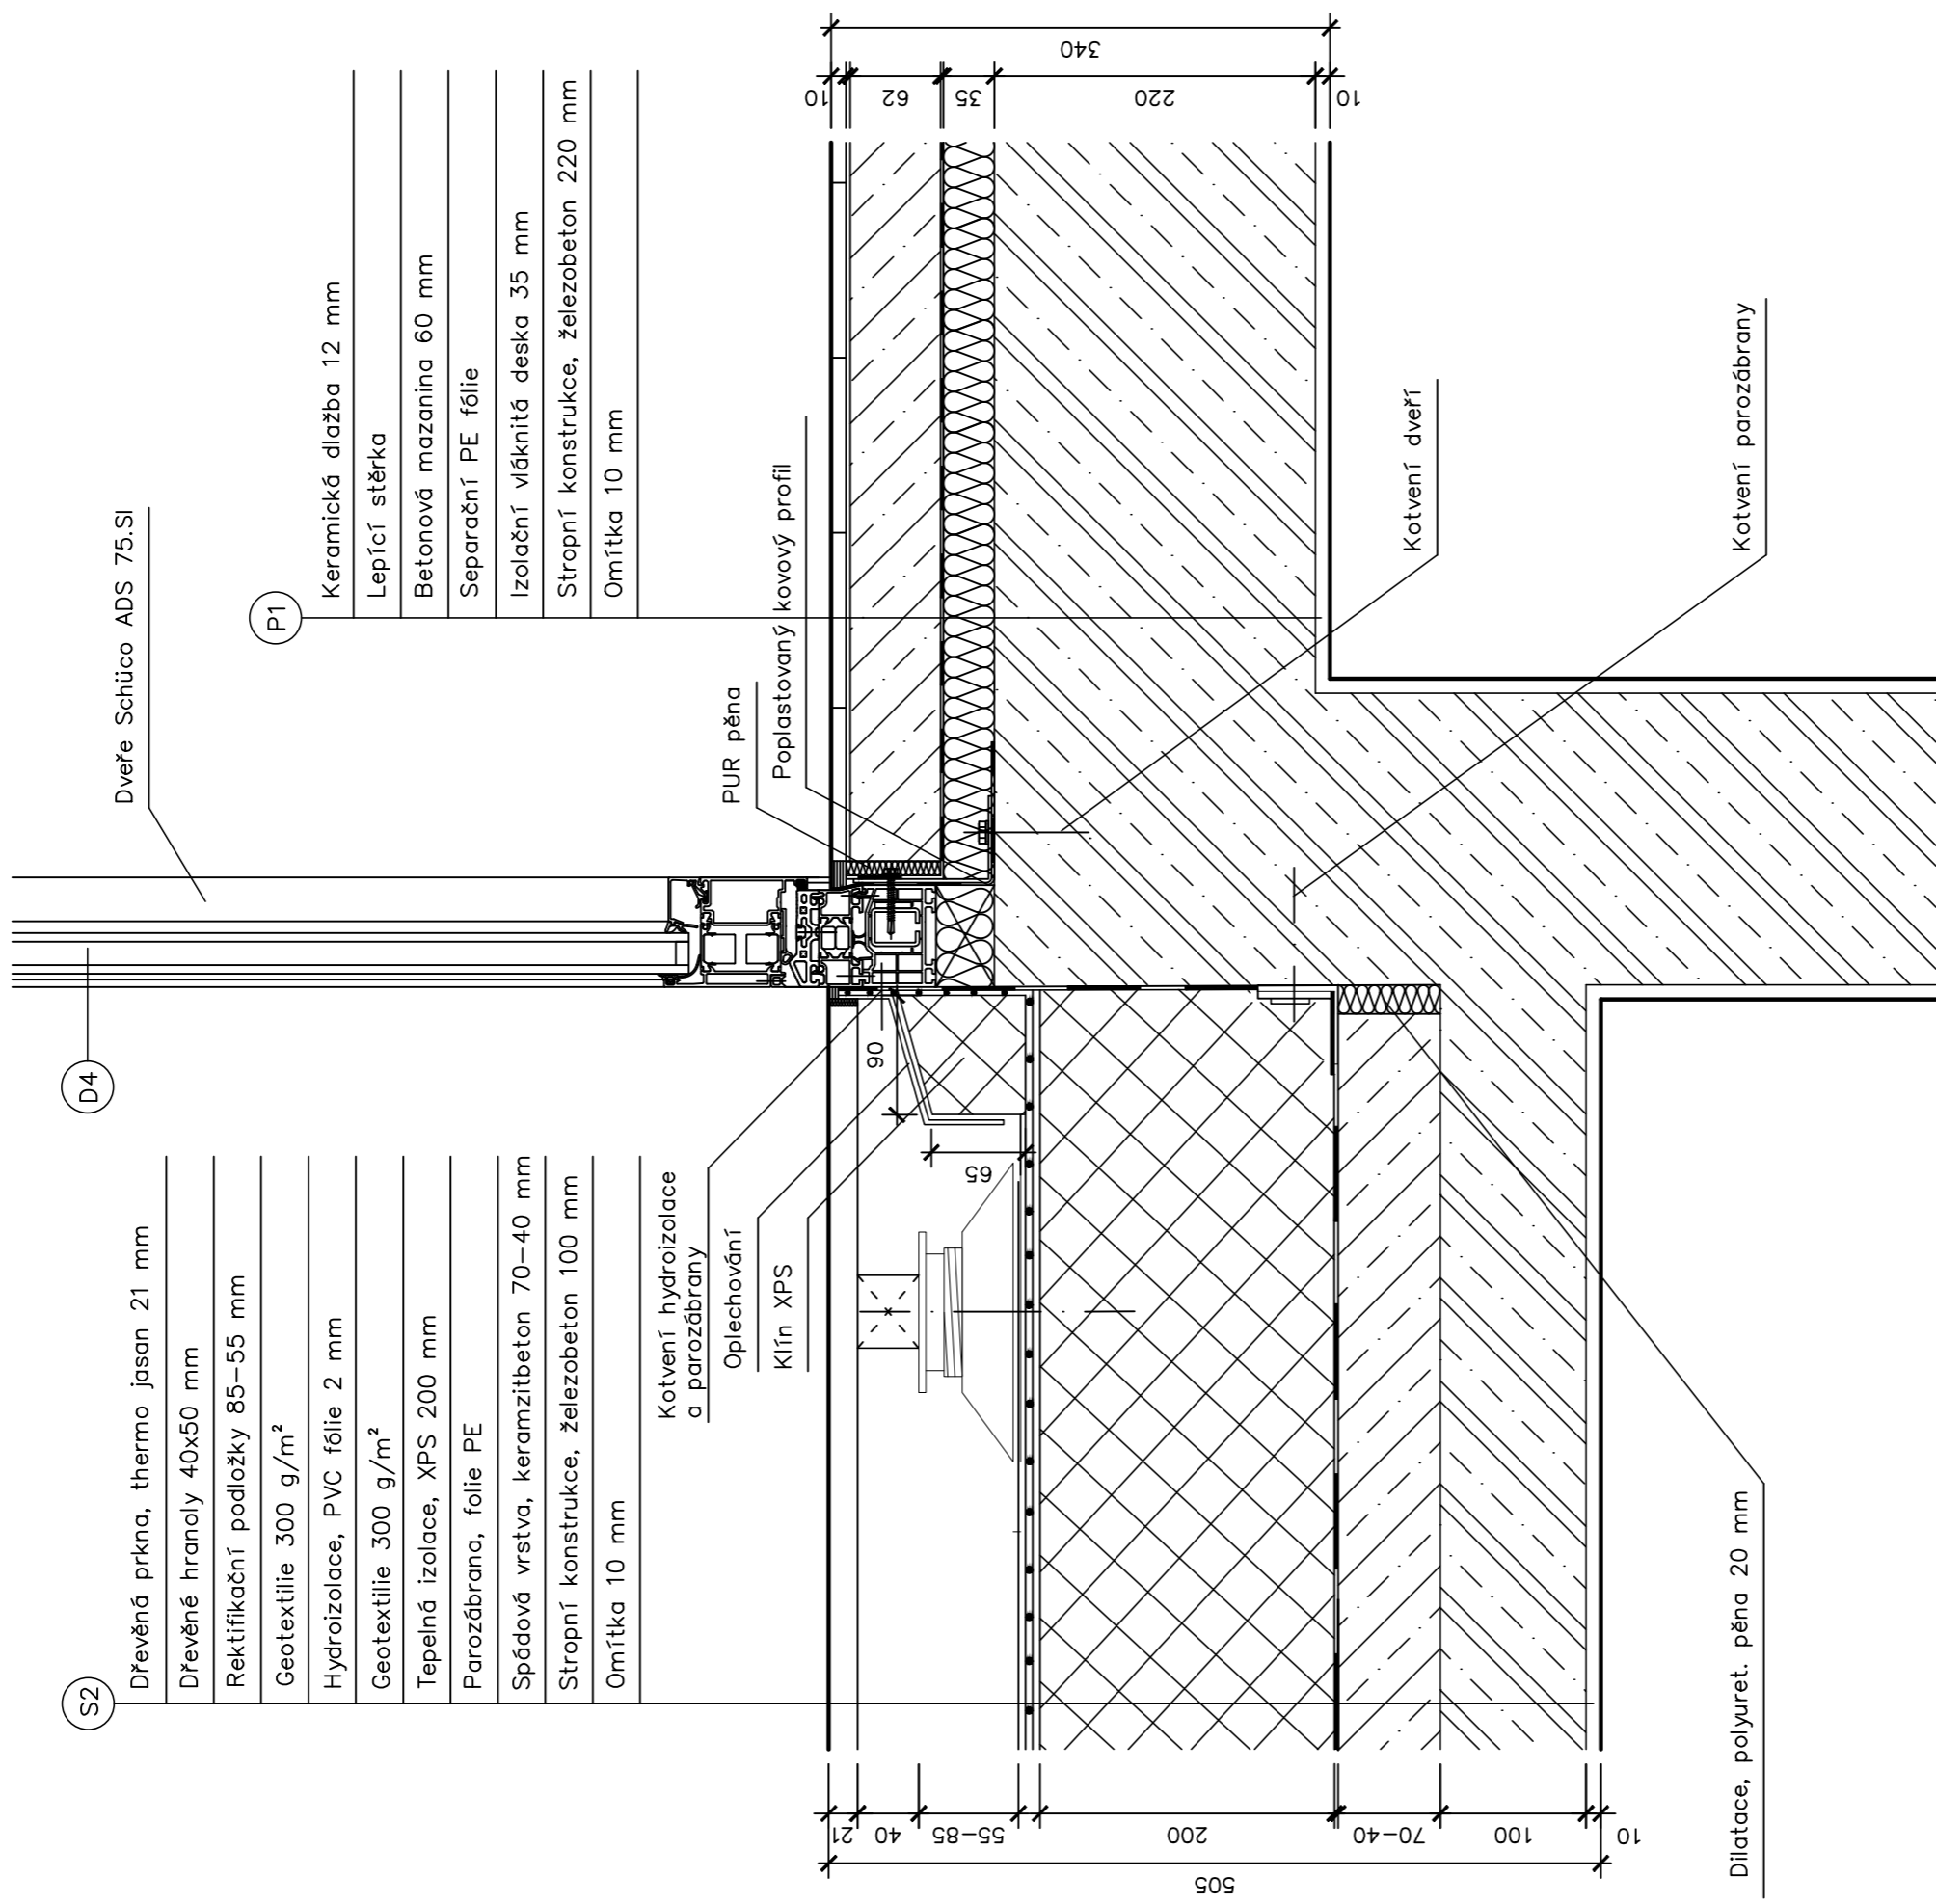 S2
Dřevěná prkna, thermo jasan 21 mm
Dřevěné hranoly 40x50 mm
Rektifikační podložky 85–55 mm
Geotextilie 300 g/m²
Hydroizolace, PVC fólie 2 mm
Geotextilie 300 g/m²
Tepelná izolace, XPS 200 mm
Parozábrana, folie PE
Spádová vrstva, keramzitbeton 70–40 mm
Stropní konstrukce, železobeton 100 mm
Omítka 10 mm
D4
Dveře Schüco ADS 75.SI
P1
Keramická dlažba 12 mm
Lepící stěrka
Betonová mazanina 60 mm
Separační PE fólie
Izolační vláknitá deska 35 mm
Stropní konstrukce, železobeton 220 mm
Omítka 10 mm
Kotvení hydroizolace
a parozábrany
Oplechování
Klín XPS
PUR pěna
Poplastovaný kovový profil
Kotvení dveří
Kotvení parozábrany
Dilatace, polyuret. pěna 20 mm
90
65
21
40
55–85
200
70–40
100
10
505
10
62
35
220
10
340